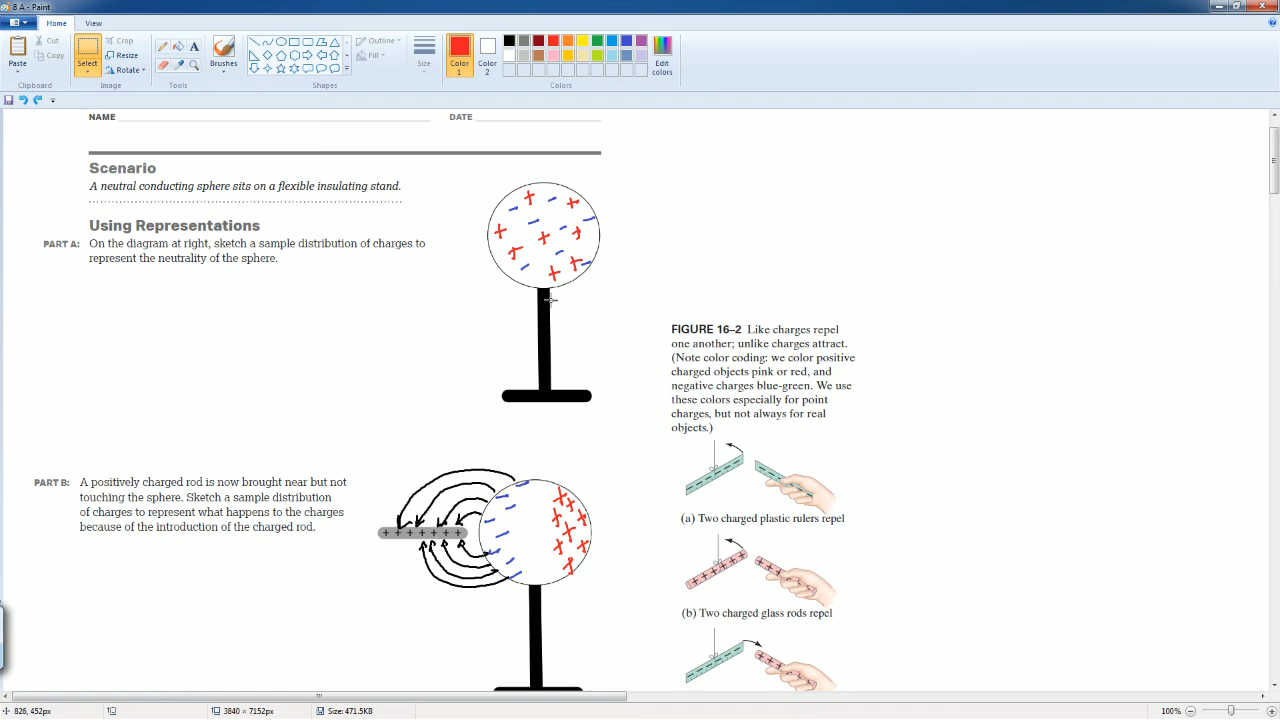 8 A - Paint
Home
View
Paste
Cut
Copy
Clipboard
Select
Crop
Resize
Rotate
Image
Tools
Brushes
Shapes
Outline
Fill
Size
Color
1
Color
2
Edit
colors
Colors
NAME
DATE
Scenario
A neutral conducting sphere sits on a flexible insulating stand.
Using Representations
PART A:
On the diagram at right, sketch a sample distribution of charges to
represent the neutrality of the sphere.
FIGURE 16–2 Like charges repel
one another; unlike charges attract.
(Note color coding: we color positive
charged objects pink or red, and
negative charges blue-green. We use
these colors especially for point
charges, but not always for real
objects.)
PART B:
A positively charged rod is now brought near but not
touching the sphere. Sketch a sample distribution
of charges to represent what happens to the charges
because of the introduction of the charged rod.
(a) Two charged plastic rulers repel
(b) Two charged glass rods repel
826, 452px
3840 × 7152px
Size: 471.5KB
100%